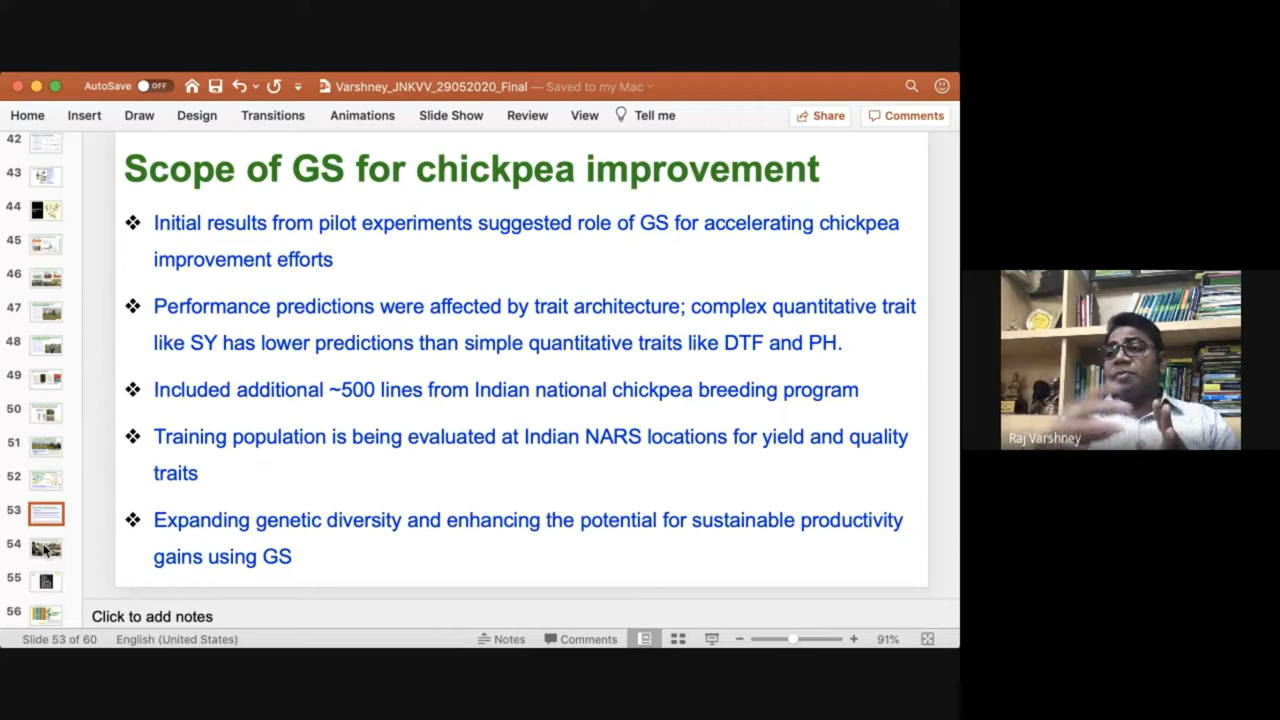 AutoSave OFF
Varshney_JNKVV_29052020_Final — Saved to my Mac
Home Insert Draw Design Transitions Animations Slide Show Review View Tell me Share Comments
42
43
44
45
46
47
48
49
50
51
52
53
54
55
56
Scope of GS for chickpea improvement
❖ Initial results from pilot experiments suggested role of GS for accelerating chickpea
improvement efforts
❖ Performance predictions were affected by trait architecture; complex quantitative trait
like SY has lower predictions than simple quantitative traits like DTF and PH.
❖ Included additional ~500 lines from Indian national chickpea breeding program
❖ Training population is being evaluated at Indian NARS locations for yield and quality
traits
❖ Expanding genetic diversity and enhancing the potential for sustainable productivity
gains using GS
Click to add notes
Slide 53 of 60 English (United States) Notes Comments 91%
Raj Varshney